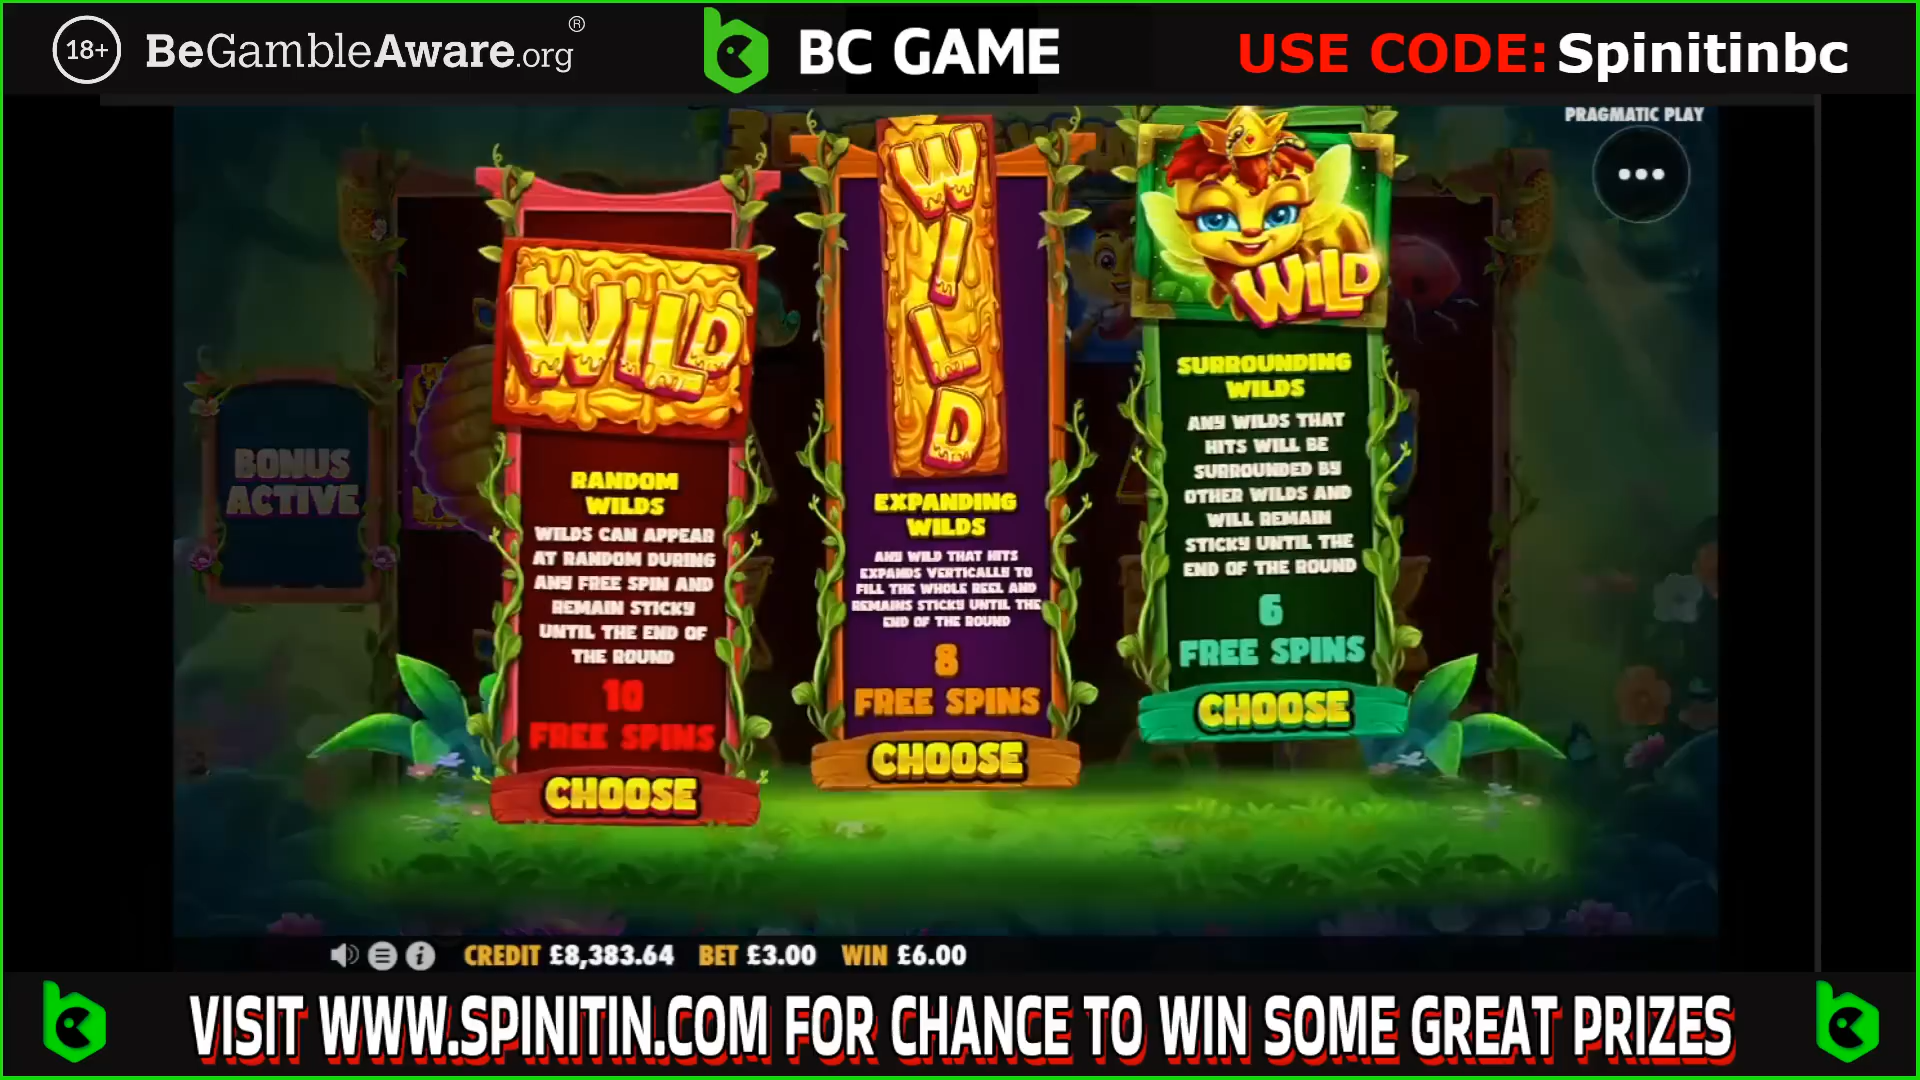 18+ BeGambleAware.org®
BC GAME
USE CODE: Spinitinbc
PRAGMATIC PLAY
BONUS
ACTIVE
WILD
RANDOM
WILDS
WILDS CAN APPEAR
AT RANDOM DURING
ANY FREE SPIN AND
REMAIN STICKY
UNTIL THE END OF
THE ROUND
10
FREE SPINS
CHOOSE
WILD
EXPANDING
WILDS
ANY WILD THAT HITS
EXPANDS VERTICALLY TO
FILL THE WHOLE REEL AND
REMAINS STICKY UNTIL THE
END OF THE ROUND
8
FREE SPINS
CHOOSE
WILD
SURROUNDING
WILDS
ANY WILDS THAT
HITS WILL BE
SURROUNDED BY
OTHER WILDS AND
WILL REMAIN
STICKY UNTIL THE
END OF THE ROUND
6
FREE SPINS
CHOOSE
CREDIT £8,383.64 BET £3.00 WIN £6.00
VISIT WWW.SPINITIN.COM FOR CHANCE TO WIN SOME GREAT PRIZES